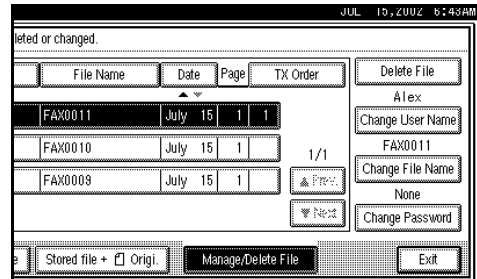 JUL 15,2002 6:43AM
leted or changed.
File Name Date Page TX Order Delete File
Alex
FAX0011 July 15 1 1 Change User Name
FAX0010 July 15 1 1/1 FAX0011
FAX0009 July 15 1 ▲ Prev. Change File Name
None
▼ Next Change Password
e Stored file + Origi. Manage/Delete File Exit